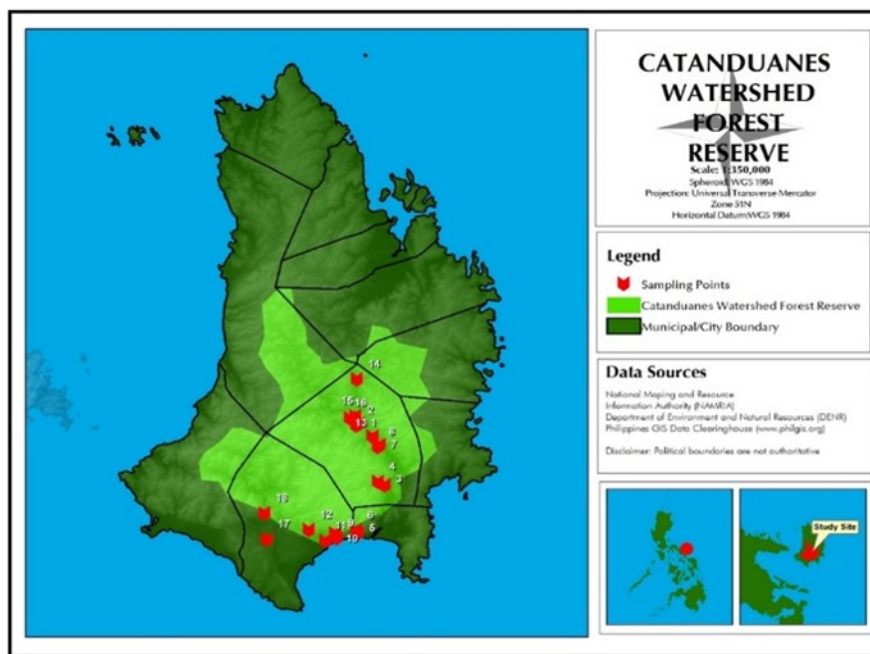 CATANDUANES
WATERSHED
FOREST
RESERVE
Scale: 1:350,000
Spheroid: WGS 1984
Projection: Universal Transverse Mercator
Zone 51N
Horizontal Datum:WGS 1984
Legend
Sampling Points
Catanduanes Watershed Forest Reserve
Municipal/City Boundary
Data Sources
National Maping and Resource
Information Authority (NAMRIA)
Department of Environment and Natural Resources (DENR)
Philippines GIS Data Clearinghouse (www.philgis.org)
Disclaimer: Political boundaries are not authoritative
Study Site
14
15 16
2
13 1
8
7
4
3
18
17
12
11
9
10
6
5